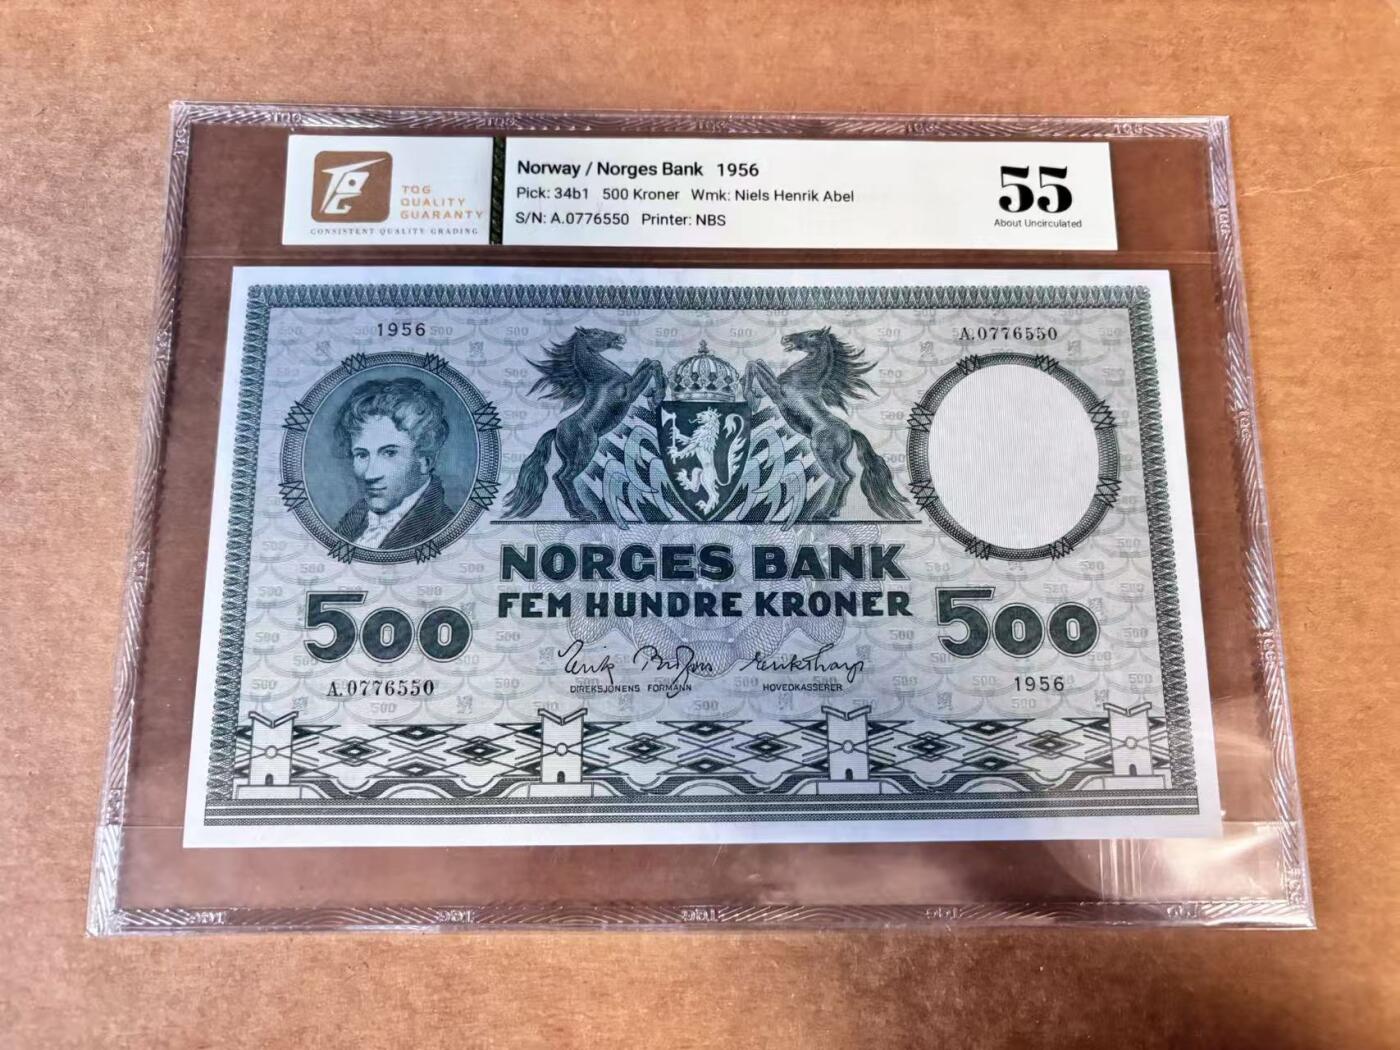 TQG
QUALITY
GUARANTY
CONSISTENT QUALITY GRADING
Norway / Norges Bank 1956
Pick: 34b1 500 Kroner Wmk: Niels Henrik Abel
S/N: A.0776550 Printer: NBS
55
About Uncirculated
1956
A.0776550
NORGES BANK
FEM HUNDRE KRONER
500
500
A.0776550
DIREKSJONENS FORMANN
HOVEDKASSERER
1956